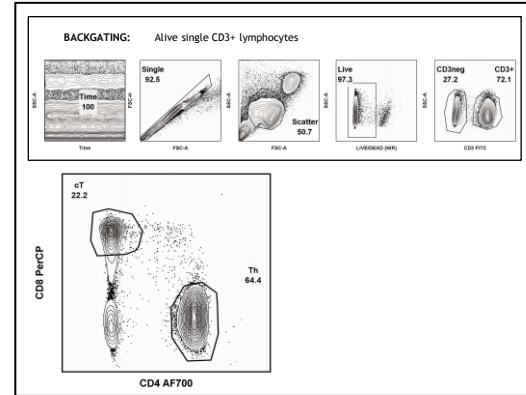 BACKGATING: Alive single CD3+ lymphocytes
SSC-A
Time
100
Time
FSC-H
Single
92.5
FSC-A
SSC-A
Scatter
50.7
FSC-A
SSC-A
Live
97.3
LIVE/DEAD (NIR)
SSC-A
CD3neg
27.2
CD3+
72.1
CD3 FITC
CD8 PerCP
cT
22.2
Th
64.4
CD4 AF700